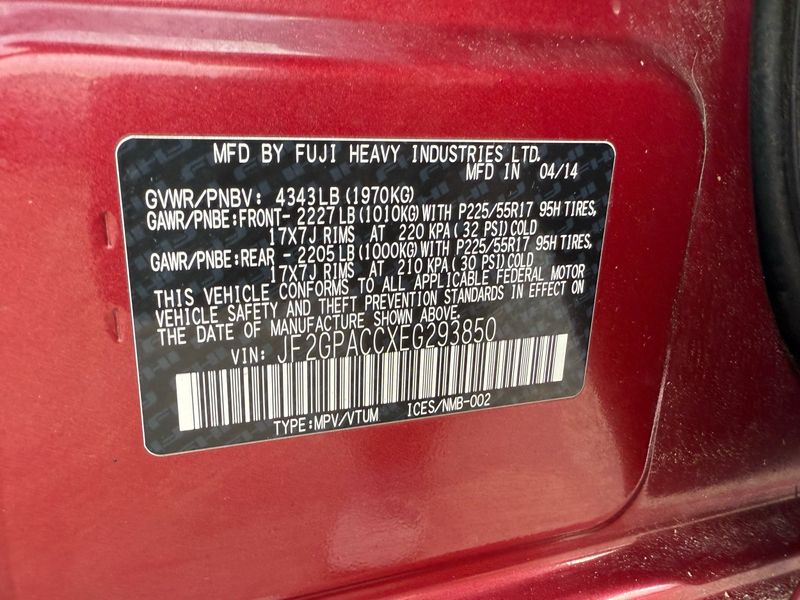 MFD BY FUJI HEAVY INDUSTRIES LTD.
MFD IN 04/14
GVWR/PNBV: 4343LB (1970KG)
GAWR/PNBE:FRONT- 2227LB (1010KG)WITH P225/55R17 95H TIRES,
17X7J RIMS AT 220 KPA ( 32 PSI) COLD
GAWR/PNBE:REAR - 2205LB (1000KG)WITH P225/55R17 95H TIRES,
17X7J RIMS AT 210 KPA ( 30 PSI) COLD
THIS VEHICLE CONFORMS TO ALL APPLICABLE FEDERAL MOTOR
VEHICLE SAFETY AND THEFT PREVENTION STANDARDS IN EFFECT ON
THE DATE OF MANUFACTURE SHOWN ABOVE.
VIN: JF2GPACCXEG293850
TYPE:MPV/VTUM ICES/NMB-002